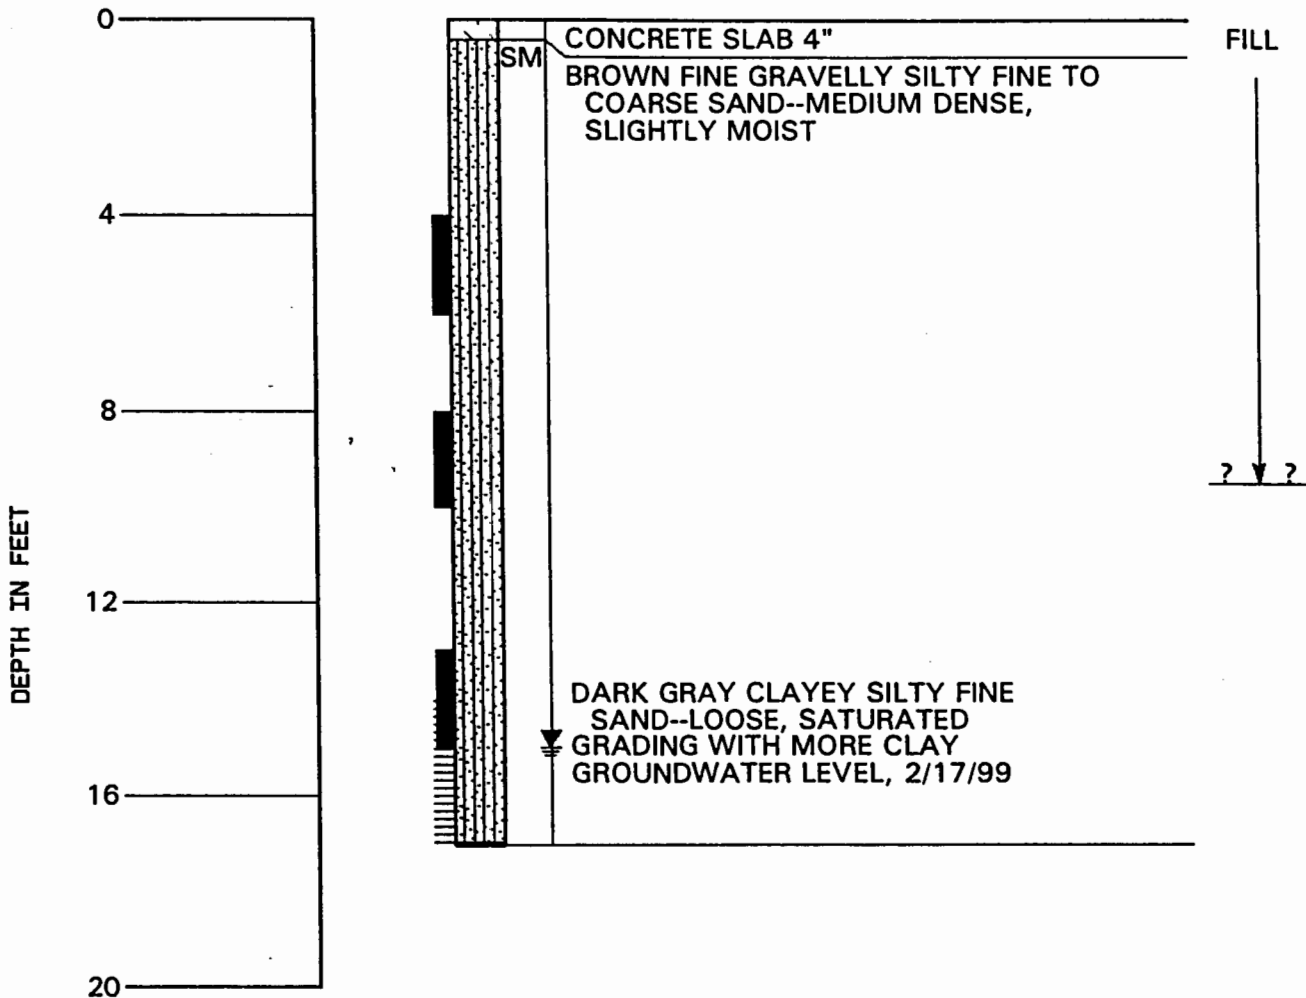 0
CONCRETE SLAB 4"
FILL
SM
BROWN FINE GRAVELLY SILTY FINE TO
COARSE SAND--MEDIUM DENSE,
SLIGHTLY MOIST
4
8
? ?
DEPTH IN FEET
12
DARK GRAY CLAYEY SILTY FINE
SAND--LOOSE, SATURATED
GRADING WITH MORE CLAY
GROUNDWATER LEVEL, 2/17/99
16
20